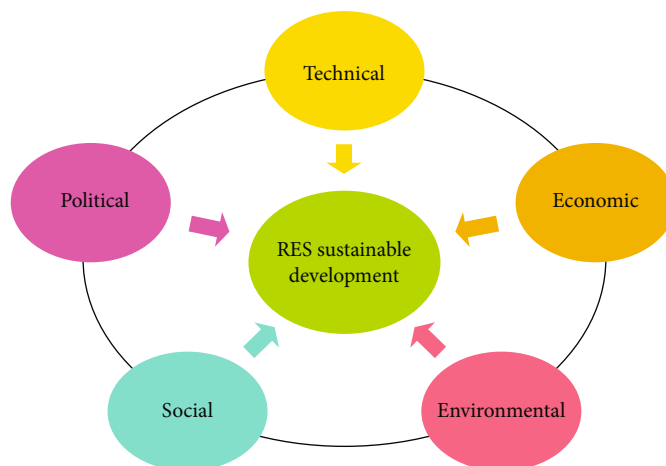 Technical
Political
Economic
RES sustainable
development
Social
Environmental